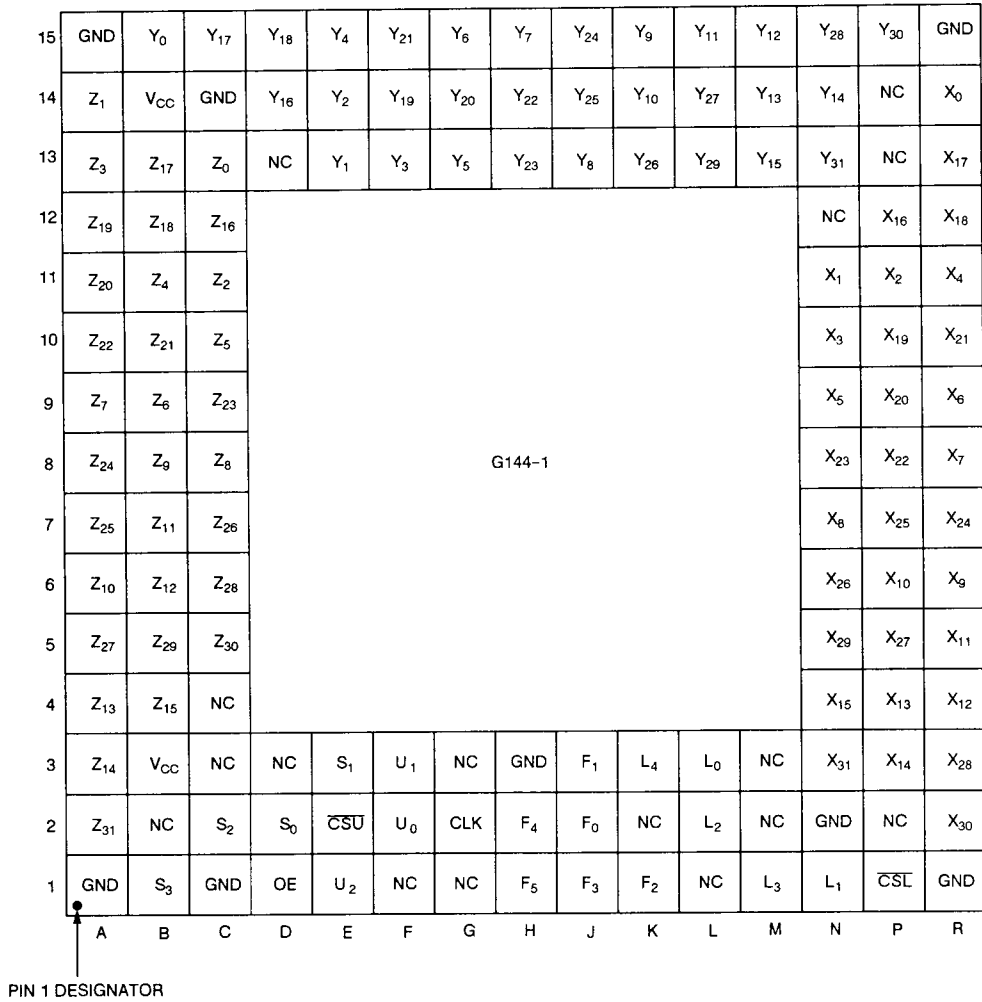 15 GND Y₀ Y₁₇ Y₁₈ Y₄ Y₂₁ Y₆ Y₇ Y₂₄ Y₉ Y₁₁ Y₁₂ Y₂₈ Y₃₀ GND
14 Z₁ V_CC GND Y₁₆ Y₂ Y₁₉ Y₂₀ Y₂₂ Y₂₅ Y₁₀ Y₂₇ Y₁₃ Y₁₄ NC X₀
13 Z₃ Z₁₇ Z₀ NC Y₁ Y₃ Y₅ Y₂₃ Y₈ Y₂₆ Y₂₉ Y₁₅ Y₃₁ NC X₁₇
12 Z₁₉ Z₁₈ Z₁₆ NC X₁₆ X₁₈
11 Z₂₀ Z₄ Z₂ X₁ X₂ X₄
10 Z₂₂ Z₂₁ Z₅ X₃ X₁₉ X₂₁
9 Z₇ Z₆ Z₂₃ X₅ X₂₀ X₆
8 Z₂₄ Z₉ Z₈ G144-1 X₂₃ X₂₂ X₇
7 Z₂₅ Z₁₁ Z₂₆ X₈ X₂₅ X₂₄
6 Z₁₀ Z₁₂ Z₂₈ X₂₆ X₁₀ X₉
5 Z₂₇ Z₂₉ Z₃₀ X₂₉ X₂₇ X₁₁
4 Z₁₃ Z₁₅ NC X₁₅ X₁₃ X₁₂
3 Z₁₄ V_CC NC NC S₁ U₁ NC GND F₁ L₄ L₀ NC X₃₁ X₁₄ X₂₈
2 Z₃₁ NC S₂ S₀ C̅S̅U̅ U₀ CLK F₄ F₀ NC L₂ NC GND NC X₃₀
1 GND S₃ GND OE U₂ NC NC F₅ F₃ F₂ NC L₃ L₁ C̅S̅L̅ GND
A B C D E F G H J K L M N P R
PIN 1 DESIGNATOR